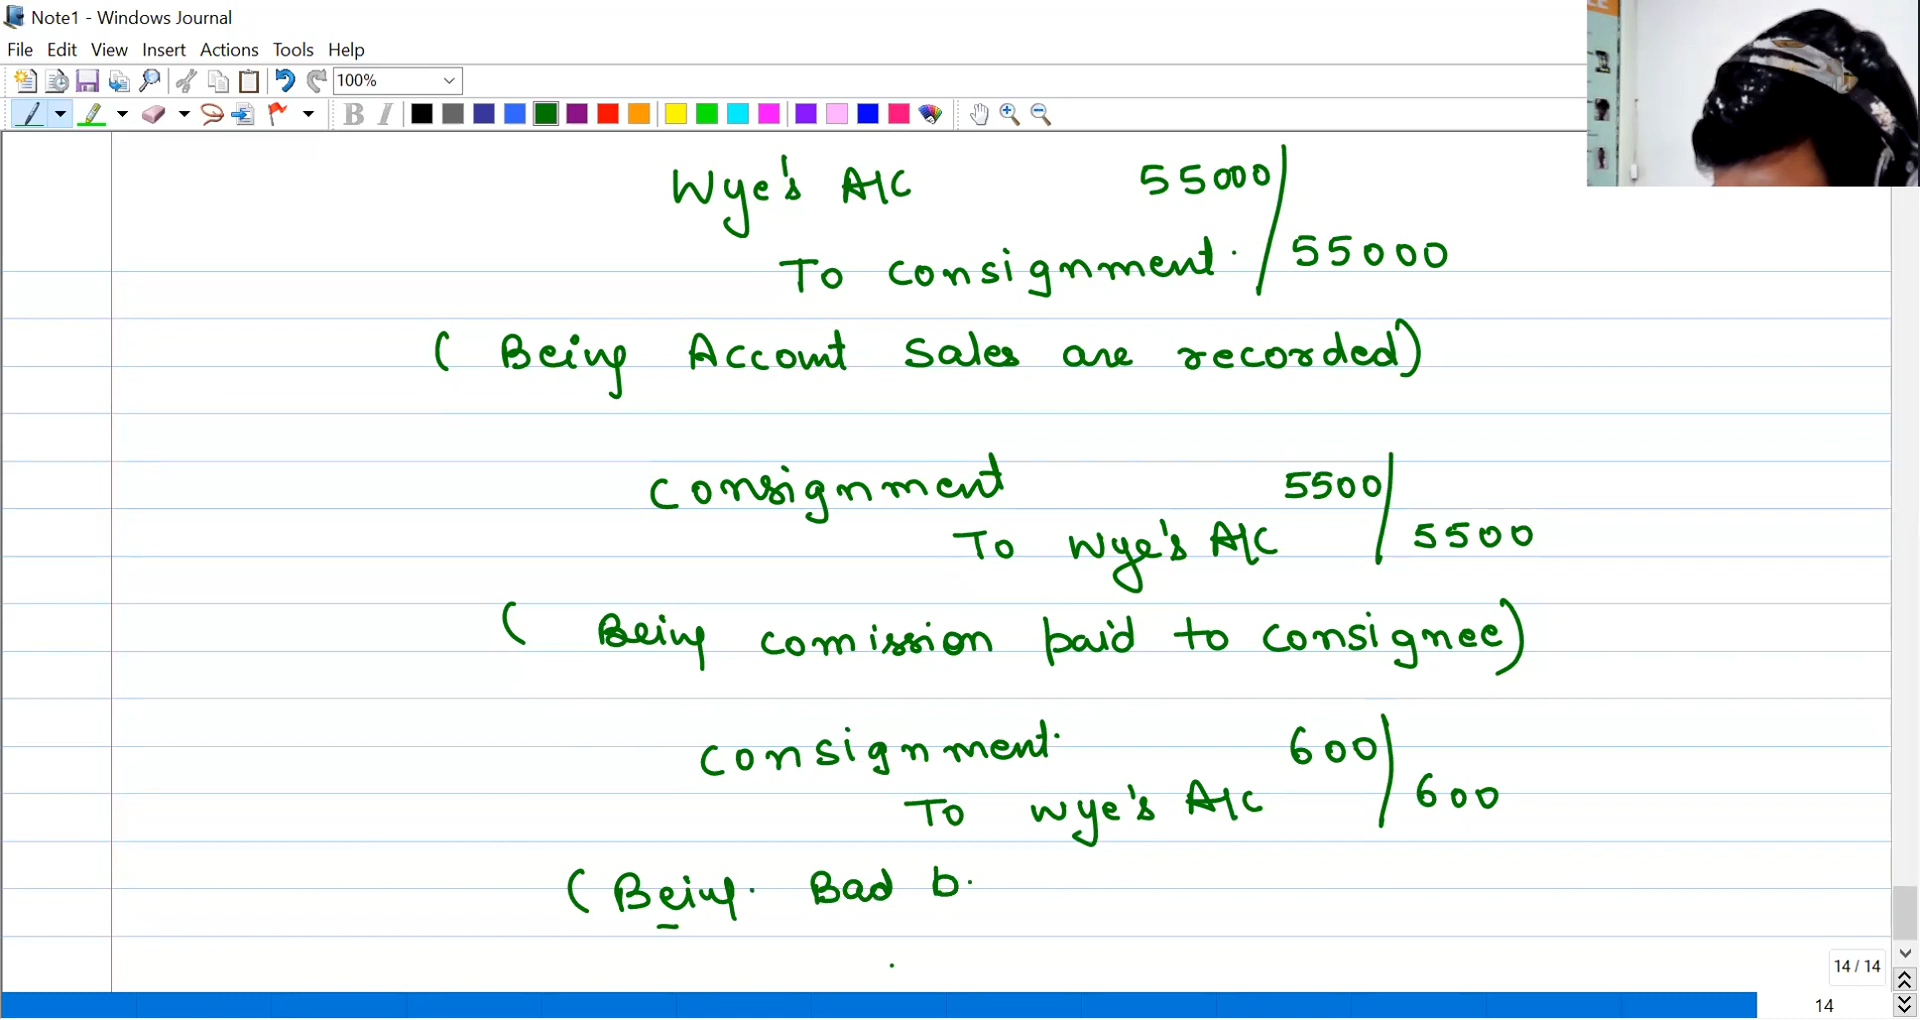 Note1 - Windows Journal
File Edit View Insert Actions Tools Help
100%
B I
Wye's A/C 55000
To consignment 55000
( Being Account sales are recorded)
consignment 5500
To Wye's A/C 5500
( Being comission paid to consignee)
consignment 600
To Wye's A/C 600
( Being Bad b
14 / 14
14